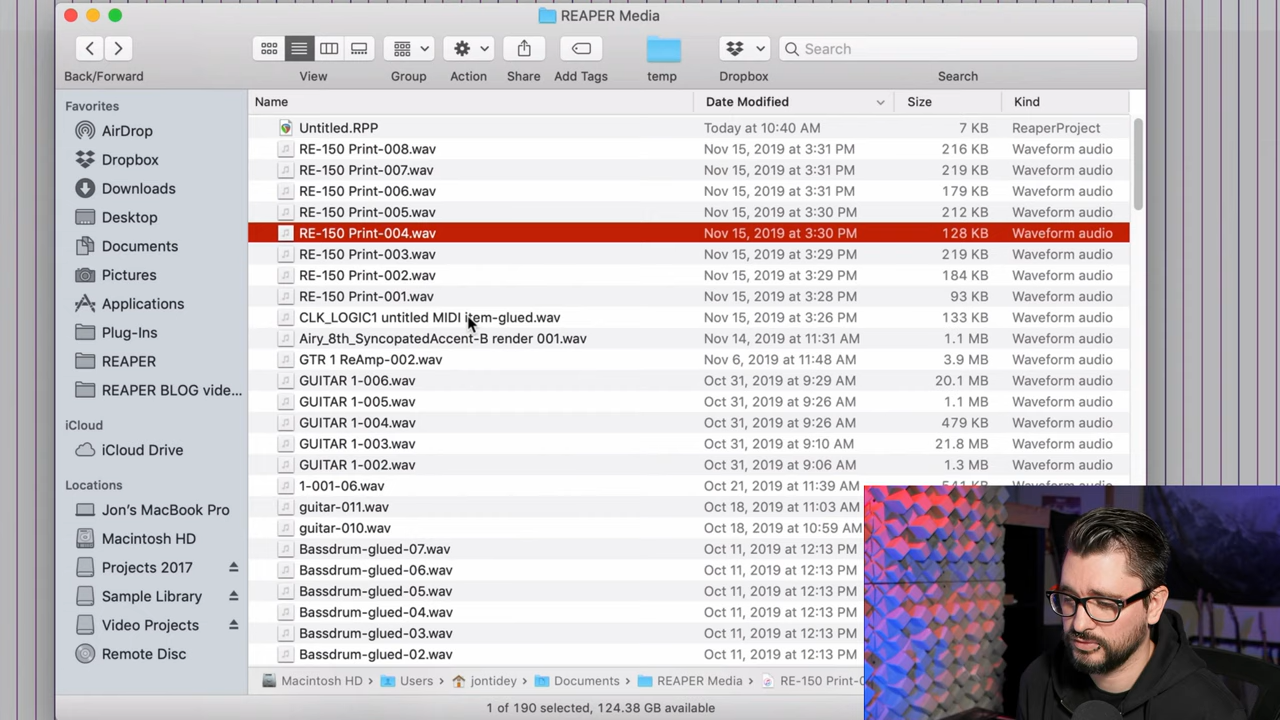 REAPER Media
Back/Forward View Group Action Share Add Tags temp Dropbox Search
Search
Favorites
AirDrop
Dropbox
Downloads
Desktop
Documents
Pictures
Applications
Plug-Ins
REAPER
REAPER BLOG vide...
iCloud
iCloud Drive
Locations
Jon's MacBook Pro
Macintosh HD
Projects 2017
Sample Library
Video Projects
Remote Disc
Name Date Modified Size Kind
Untitled.RPP Today at 10:40 AM 7 KB ReaperProject
RE-150 Print-008.wav Nov 15, 2019 at 3:31 PM 216 KB Waveform audio
RE-150 Print-007.wav Nov 15, 2019 at 3:31 PM 219 KB Waveform audio
RE-150 Print-006.wav Nov 15, 2019 at 3:31 PM 179 KB Waveform audio
RE-150 Print-005.wav Nov 15, 2019 at 3:30 PM 212 KB Waveform audio
RE-150 Print-004.wav Nov 15, 2019 at 3:30 PM 128 KB Waveform audio
RE-150 Print-003.wav Nov 15, 2019 at 3:29 PM 219 KB Waveform audio
RE-150 Print-002.wav Nov 15, 2019 at 3:29 PM 184 KB Waveform audio
RE-150 Print-001.wav Nov 15, 2019 at 3:28 PM 93 KB Waveform audio
CLK_LOGIC1 untitled MIDI item-glued.wav Nov 15, 2019 at 3:26 PM 133 KB Waveform audio
Airy_8th_SyncopatedAccent-B render 001.wav Nov 14, 2019 at 11:31 AM 1.1 MB Waveform audio
GTR 1 ReAmp-002.wav Nov 6, 2019 at 11:48 AM 3.9 MB Waveform audio
GUITAR 1-006.wav Oct 31, 2019 at 9:29 AM 20.1 MB Waveform audio
GUITAR 1-005.wav Oct 31, 2019 at 9:26 AM 1.1 MB Waveform audio
GUITAR 1-004.wav Oct 31, 2019 at 9:26 AM 479 KB Waveform audio
GUITAR 1-003.wav Oct 31, 2019 at 9:10 AM 21.8 MB Waveform audio
GUITAR 1-002.wav Oct 31, 2019 at 9:06 AM 1.3 MB Waveform audio
1-001-06.wav Oct 21, 2019 at 11:39 AM 541 KB Waveform audio
guitar-011.wav Oct 18, 2019 at 11:03 AM
guitar-010.wav Oct 18, 2019 at 10:59 AM
Bassdrum-glued-07.wav Oct 11, 2019 at 12:13 PM
Bassdrum-glued-06.wav Oct 11, 2019 at 12:13 PM
Bassdrum-glued-05.wav Oct 11, 2019 at 12:13 PM
Bassdrum-glued-04.wav Oct 11, 2019 at 12:13 PM
Bassdrum-glued-03.wav Oct 11, 2019 at 12:13 PM
Bassdrum-glued-02.wav Oct 11, 2019 at 12:13 PM
Macintosh HD Users jontidey Documents REAPER Media RE-150 Print-0
1 of 190 selected, 124.38 GB available